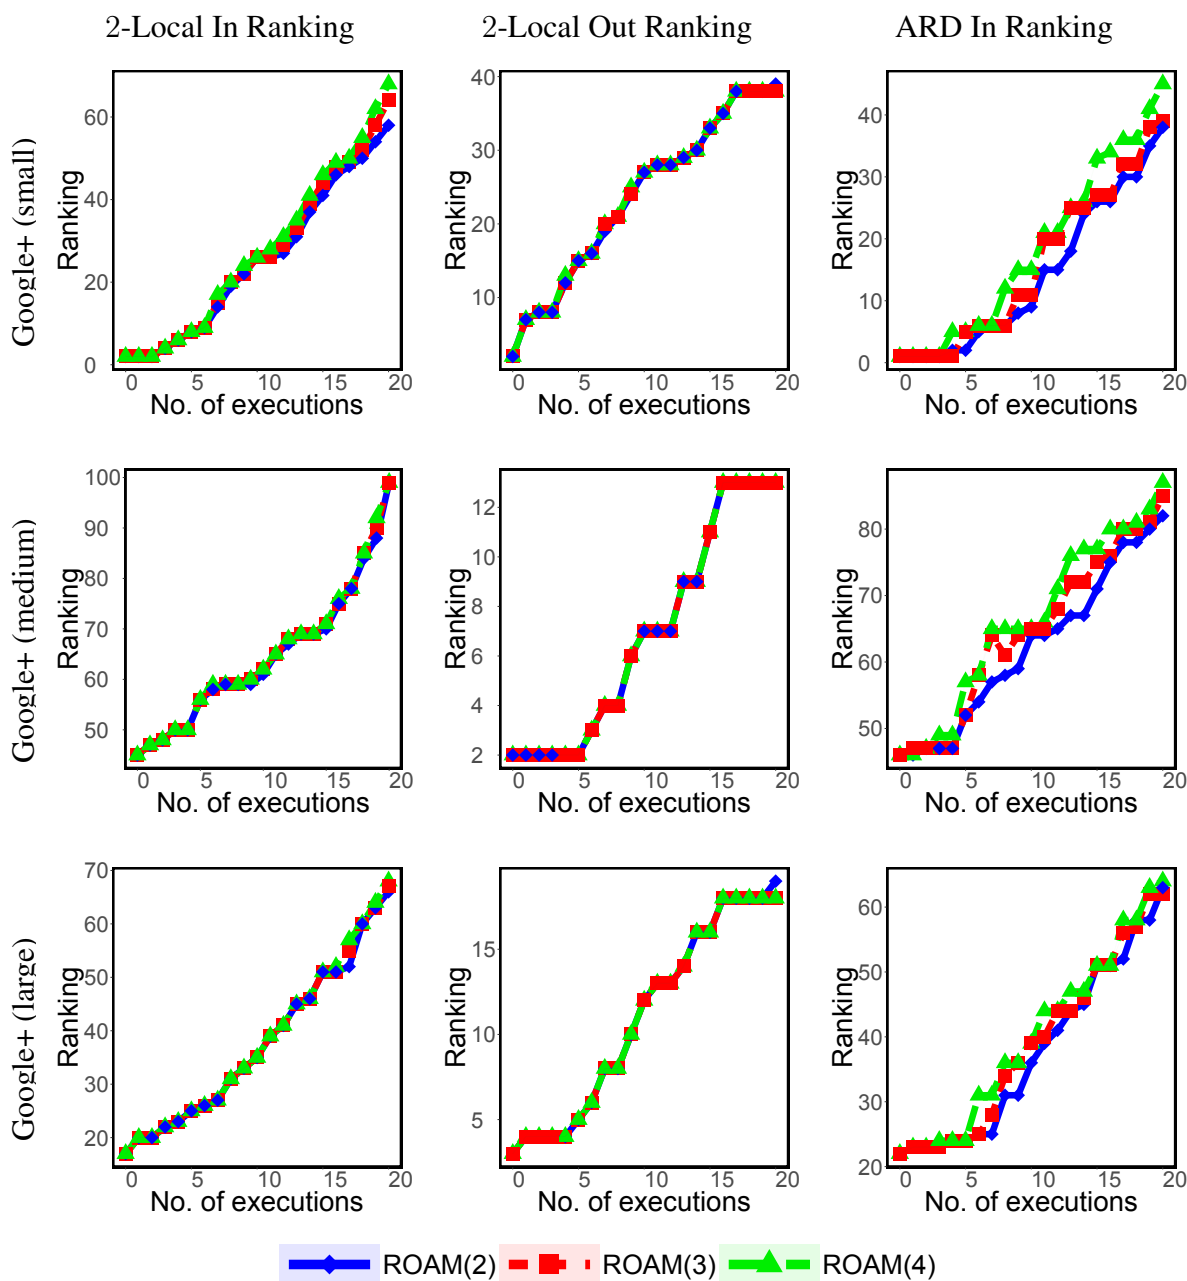 2-Local In Ranking 2-Local Out Ranking ARD In Ranking
Google+ (small)
Ranking
60
40
20
0
0 5 10 15 20
No. of executions
Ranking
40
30
20
10
0 5 10 15 20
No. of executions
Ranking
40
30
20
10
0
0 5 10 15 20
No. of executions
Google+ (medium)
Ranking
100
90
80
70
60
50
0 5 10 15 20
No. of executions
Ranking
12
10
8
6
4
2
0 5 10 15 20
No. of executions
Ranking
80
70
60
50
0 5 10 15 20
No. of executions
Google+ (large)
Ranking
70
60
50
40
30
20
0 5 10 15 20
No. of executions
Ranking
15
10
5
0 5 10 15 20
No. of executions
Ranking
60
50
40
30
20
0 5 10 15 20
No. of executions
ROAM(2) ROAM(3) ROAM(4)